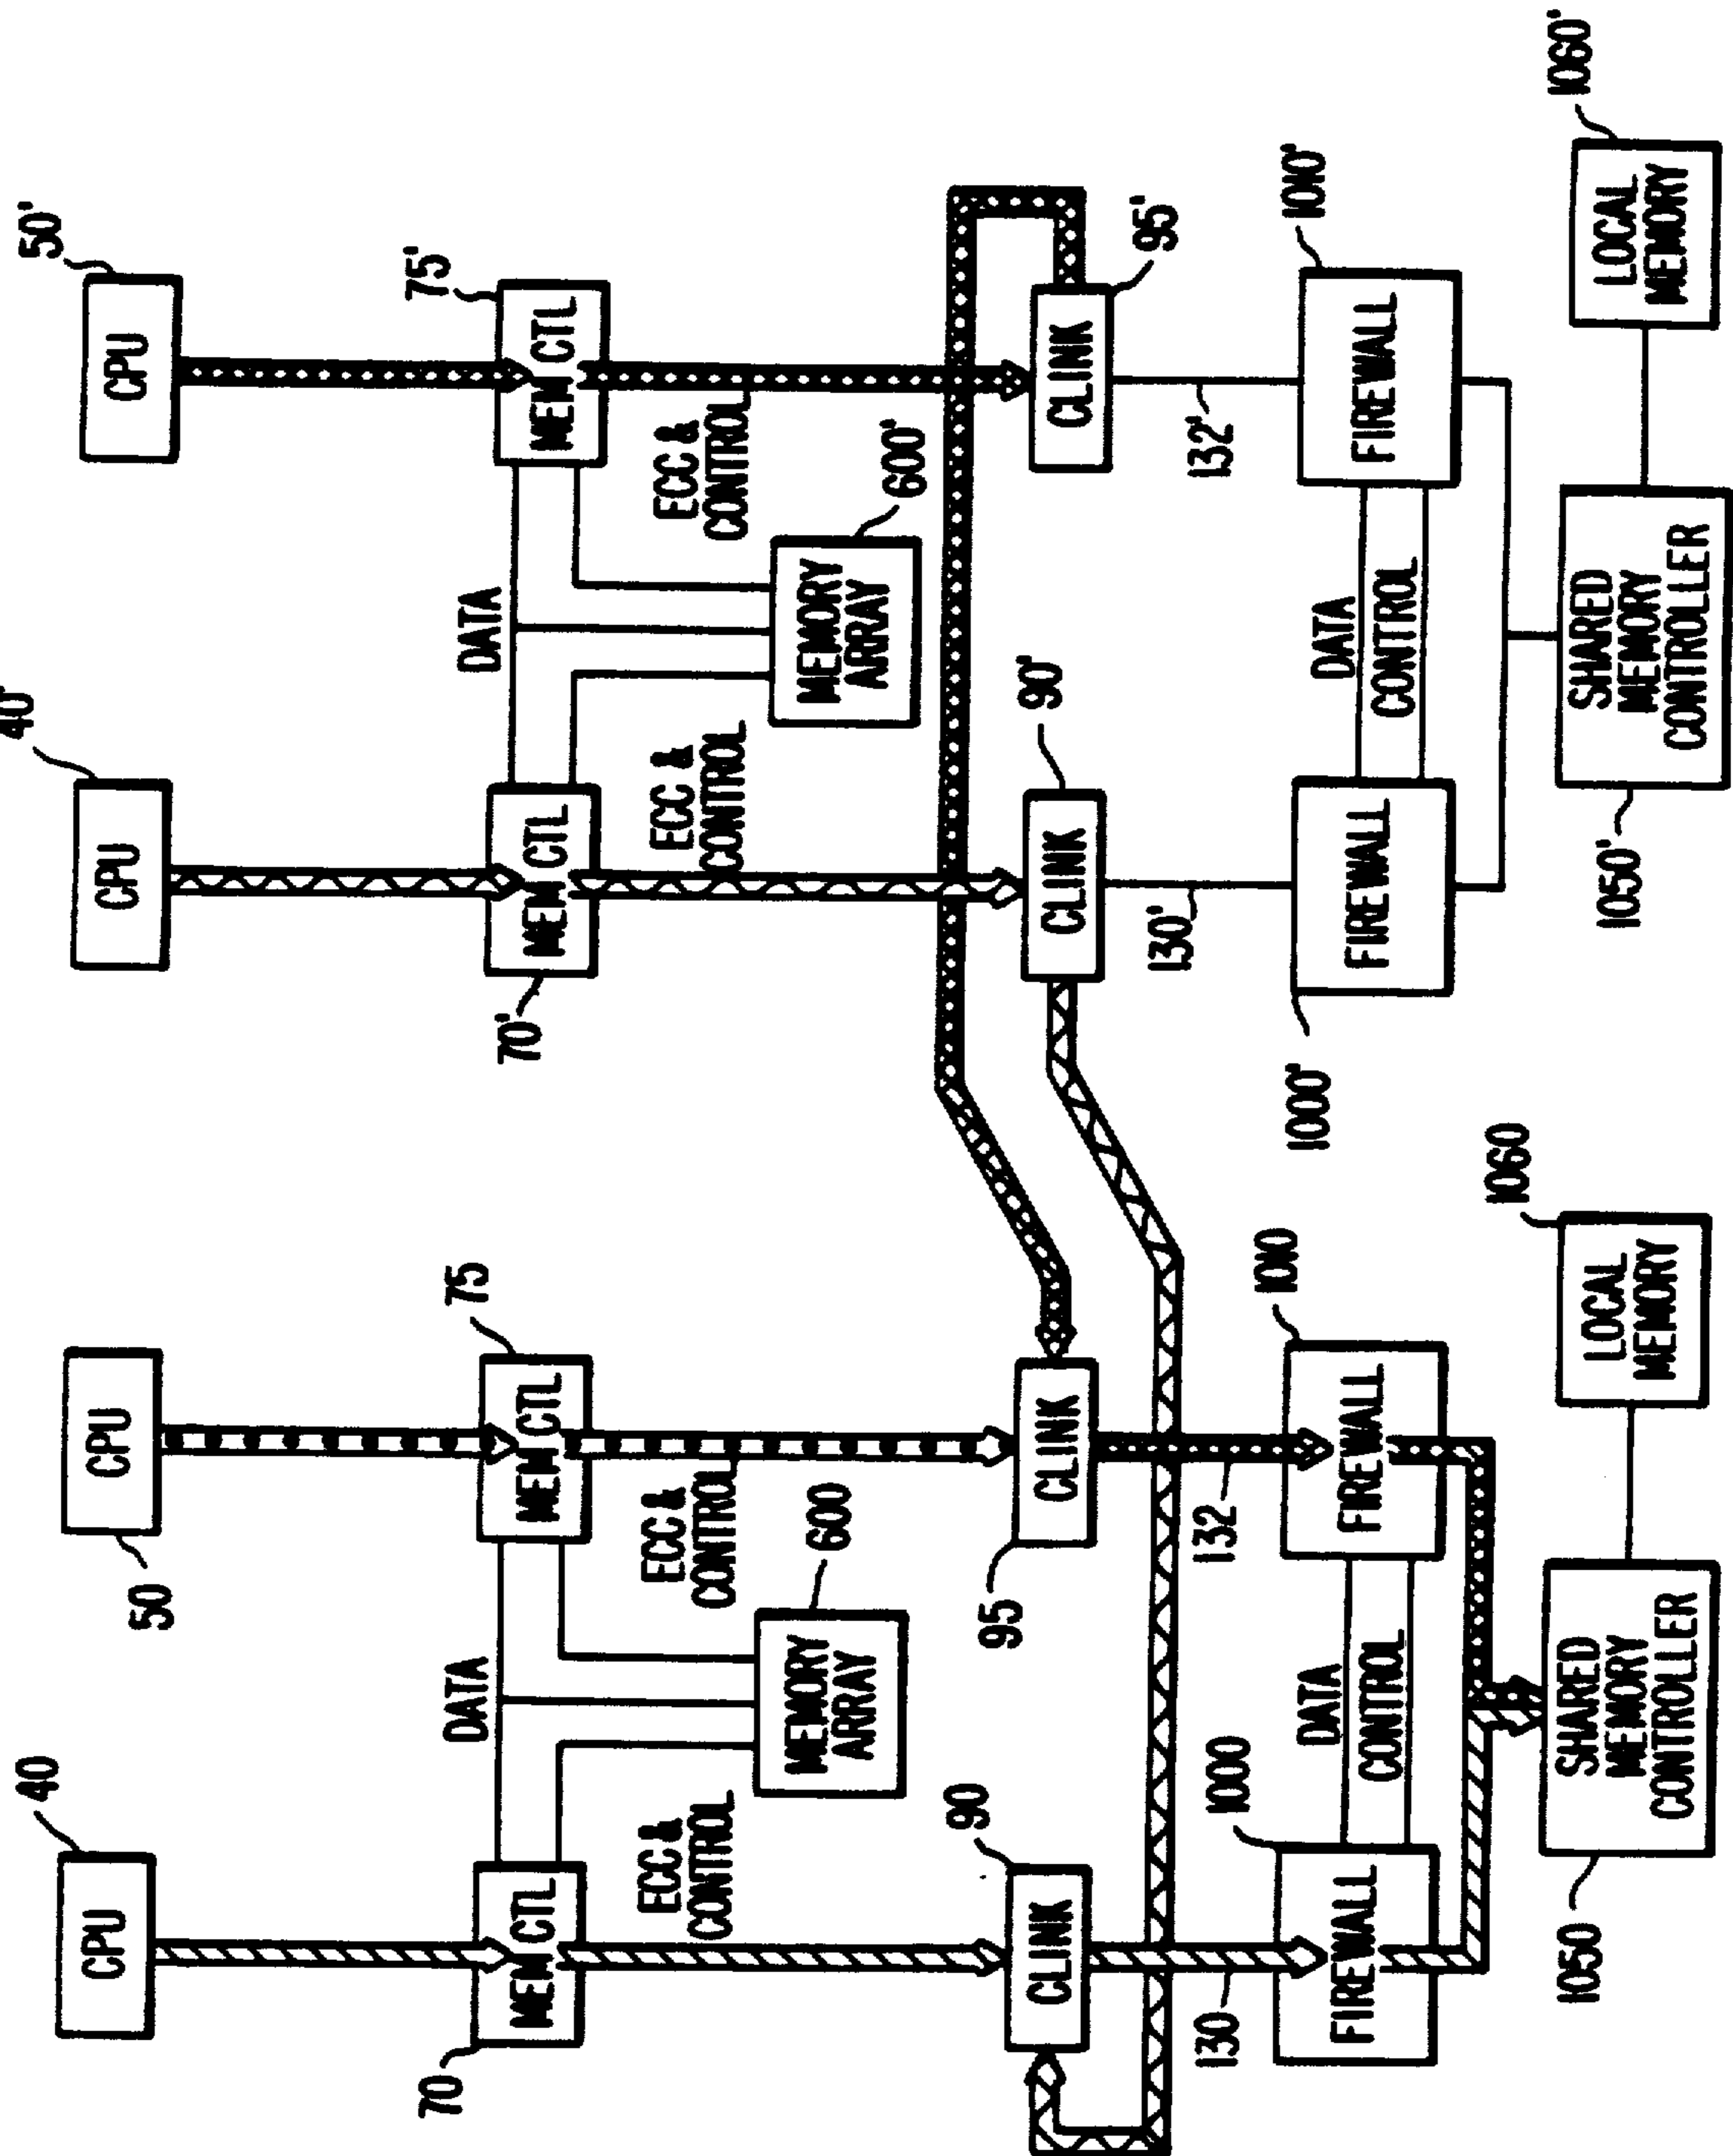 40
CPU
50
CPU
40'
CPU
50'
CPU
70
MEM CTL
DATA
75
MEM CTL
70'
MEM CTL
DATA
75'
MEM CTL
ECC &
CONTROL
ECC &
CONTROL
ECC &
CONTROL
ECC &
CONTROL
600
MEMORY
ARRAY
600'
MEMORY
ARRAY
90
CLINK
95
CLINK
90'
CLINK
95'
CLINK
130
132
130'
132'
1000
FIREWALL
DATA
CONTROL
1010
FIREWALL
1000'
FIREWALL
DATA
CONTROL
1010'
FIREWALL
1050
SHARED
MEMORY
CONTROLLER
1060
LOCAL
MEMORY
1050'
SHARED
MEMORY
CONTROLLER
1060'
LOCAL
MEMORY